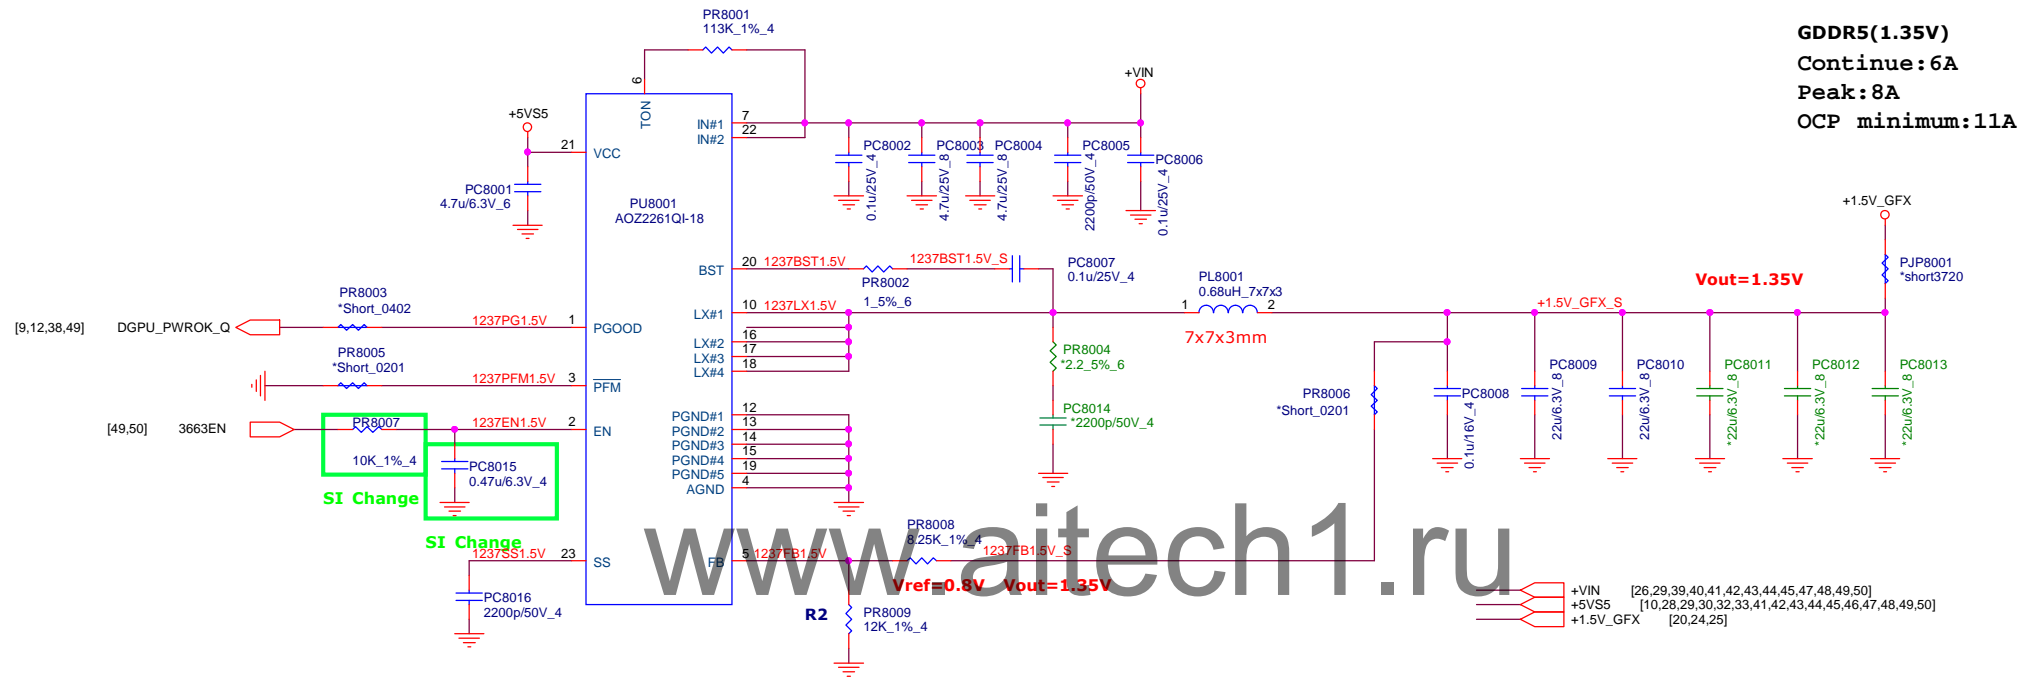 PR8001
113K_1%_4
GDDR5(1.35V)
Continue:6A
Peak:8A
OCP minimum:11A
+VIN
6
TON
+5VS5
21
VCC
IN#1
7
IN#2
22
PC8002
0.1u/25V_4
PC8003
4.7u/25V_8
PC8004
4.7u/25V_8
PC8005
2200p/50V_4
PC8006
0.1u/25V_4
PC8001
4.7u/6.3V_6
PU8001
AOZ2261QI-18
+1.5V_GFX
BST
20
1237BST1.5V
PR8002
1_5%_6
1237BST1.5V_S
PC8007
0.1u/25V_4
PL8001
0.68uH_7x7x3
1
2
7x7x3mm
Vout=1.35V
PJP8001
*short3720
+1.5V_GFX_S
LX#1
10
1237LX1.5V
16
LX#2
17
LX#3
18
LX#4
PR8003
*Short_0402
[9,12,38,49]
DGPU_PWROK_Q
1237PG1.5V
1
PGOOD
PR8005
*Short_0201
1237PFM1.5V
3
PFM
PR8004
*2.2_5%_6
PC8014
*2200p/50V_4
PR8006
*Short_0201
PC8008
0.1u/16V_4
PC8009
22u/6.3V_8
PC8010
22u/6.3V_8
PC8011
*22u/6.3V_8
PC8012
*22u/6.3V_8
PC8013
*22u/6.3V_8
[49,50]
3663EN
PR8007
10K_1%_4
1237EN1.5V
2
EN
PC8015
0.47u/6.3V_4
SI Change
SI Change
PGND#1
12
PGND#2
13
PGND#3
14
PGND#4
15
PGND#5
19
AGND
4
1237SS1.5V
23
SS
PC8016
2200p/50V_4
FB
5
1237FB1.5V
PR8008
8.25K_1%_4
1237FB1.5V_S
Vref=0.8V Vout=1.35V
R2
PR8009
12K_1%_4
www.aitech1.ru
+VIN [26,29,39,40,41,42,43,44,45,47,48,49,50]
+5VS5 [10,28,29,30,32,33,41,42,43,44,45,46,47,48,49,50]
+1.5V_GFX [20,24,25]